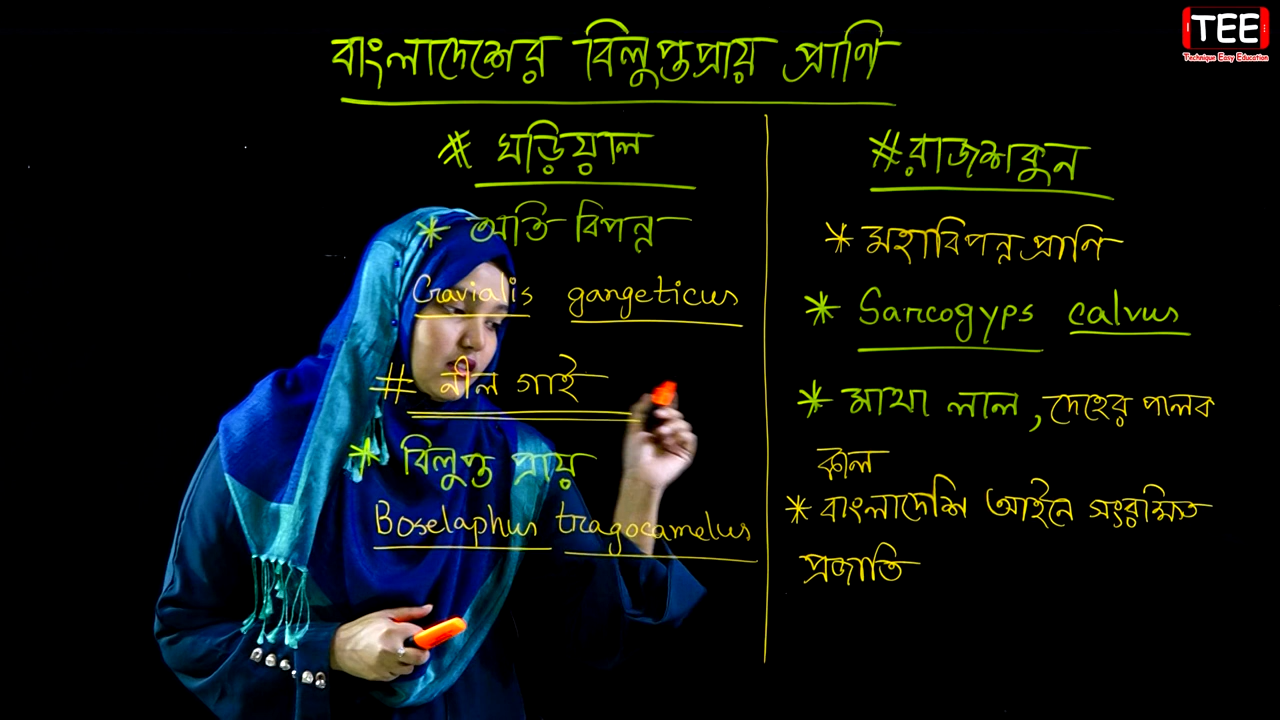 বাংলাদেশের বিলুপ্তপ্রায় প্রাণি
# ঘড়িয়াল
* অতি বিপন্ন
Gavialis gangeticus
# নীল গাই
* বিলুপ্ত প্রায়
Boselaphus tragocamelus
#রাজশকুন
* মহাবিপন্ন প্রাণি
* Sarcogyps calvus
* মাথা লাল, দেহের পালক
কাল
* বাংলাদেশি আইনে সংরক্ষিত
প্রজাতি
TEE
Technique Easy Education